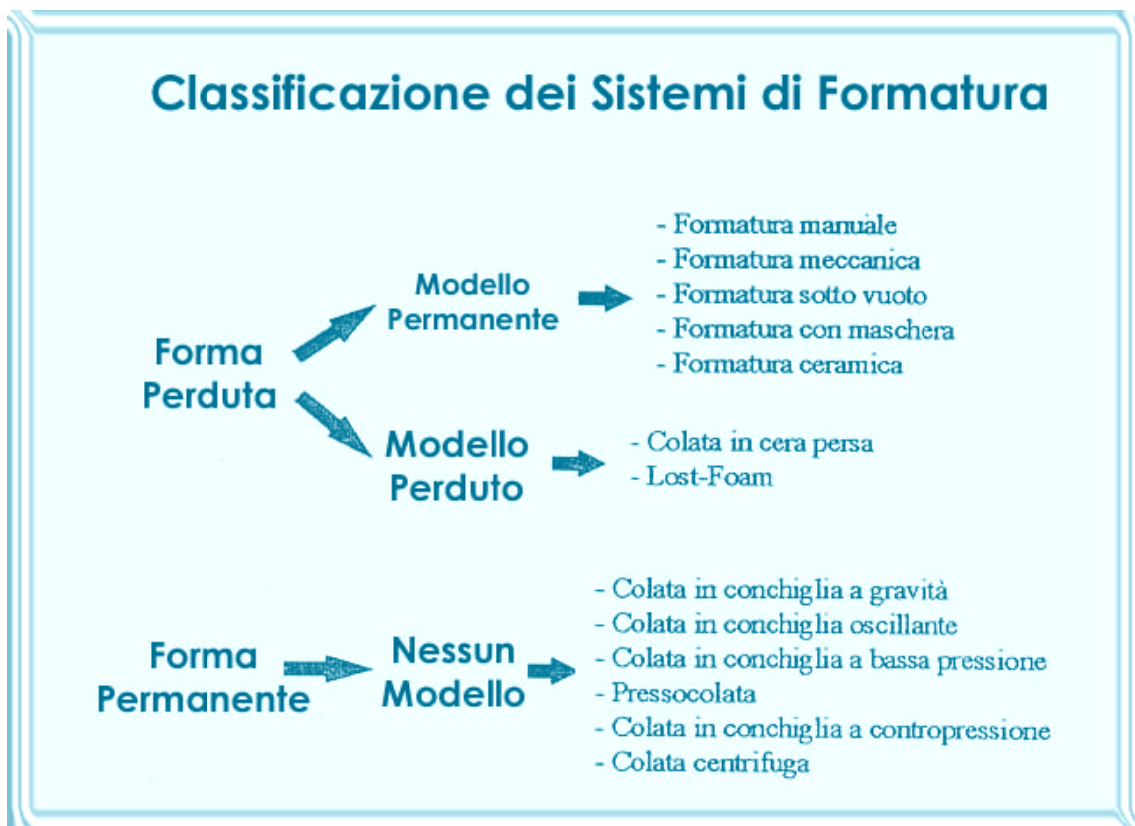 Classificazione dei Sistemi di Formatura
Forma
Perduta
Modello
Permanente
- Formatura manuale
- Formatura meccanica
- Formatura sotto vuoto
- Formatura con maschera
- Formatura ceramica
Modello
Perduto
- Colata in cera persa
- Lost-Foam
Forma
Permanente
Nessun
Modello
- Colata in conchiglia a gravità
- Colata in conchiglia oscillante
- Colata in conchiglia a bassa pressione
- Pressocolata
- Colata in conchiglia a contropressione
- Colata centrifuga